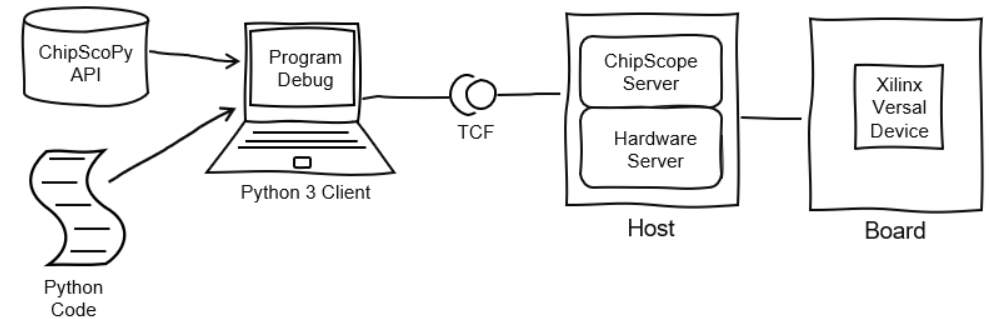 ChipScoPy
API
Program
Debug
Python 3 Client
Python
Code
TCF
ChipScope
Server
Hardware
Server
Host
Xilinx
Versal
Device
Board